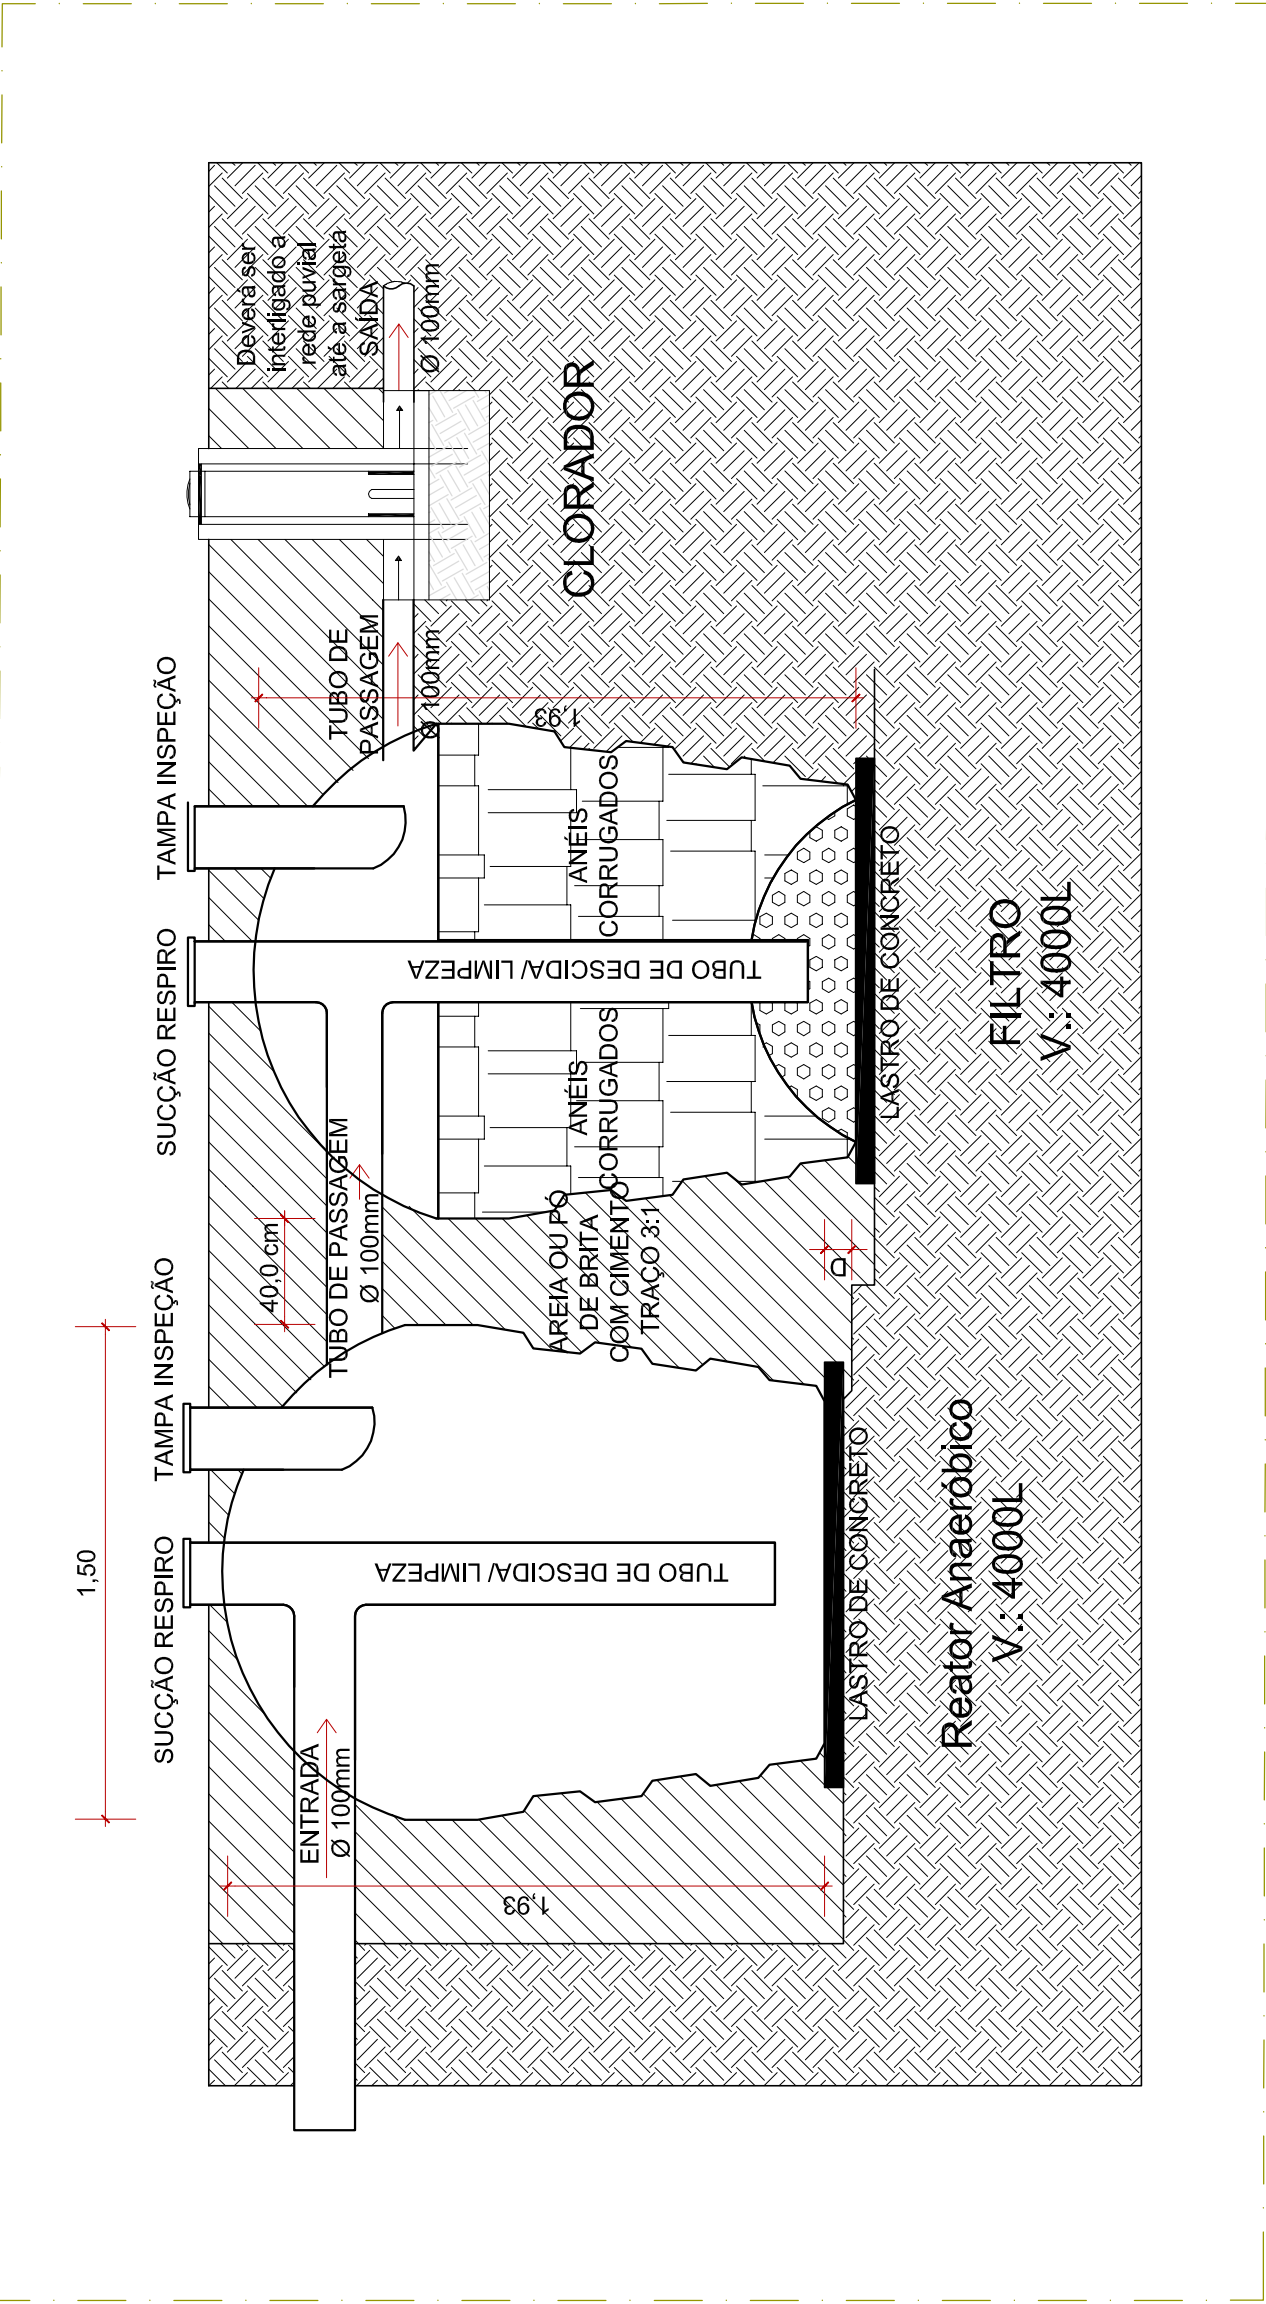 1,50
SUCÇÃO RESPIRO
TAMPA INSPEÇÃO
SUCÇÃO RESPIRO
TAMPA INSPEÇÃO
ENTRADA
Ø 100mm
1,93
TUBO DE DESCIDA/ LIMPEZA
LASTRO DE CONCRETO
Reator Anaeróbico
V.: 4000L
40,0 cm
TUBO DE PASSAGEM
Ø 100mm
AREIA OU PÓ
DE BRITA
COM CIMENTO
TRAÇO 3:1
D
ANÉIS
CORRUGADOS
TUBO DE DESCIDA/ LIMPEZA
ANÉIS
CORRUGADOS
LASTRO DE CONCRETO
FILTRO
V.: 4000L
TUBO DE
PASSAGEM
Ø 100mm
1,93
CLORADOR
Deverá ser
interligado a
rede puvial
até a sargeta
SAÍDA
Ø 100mm